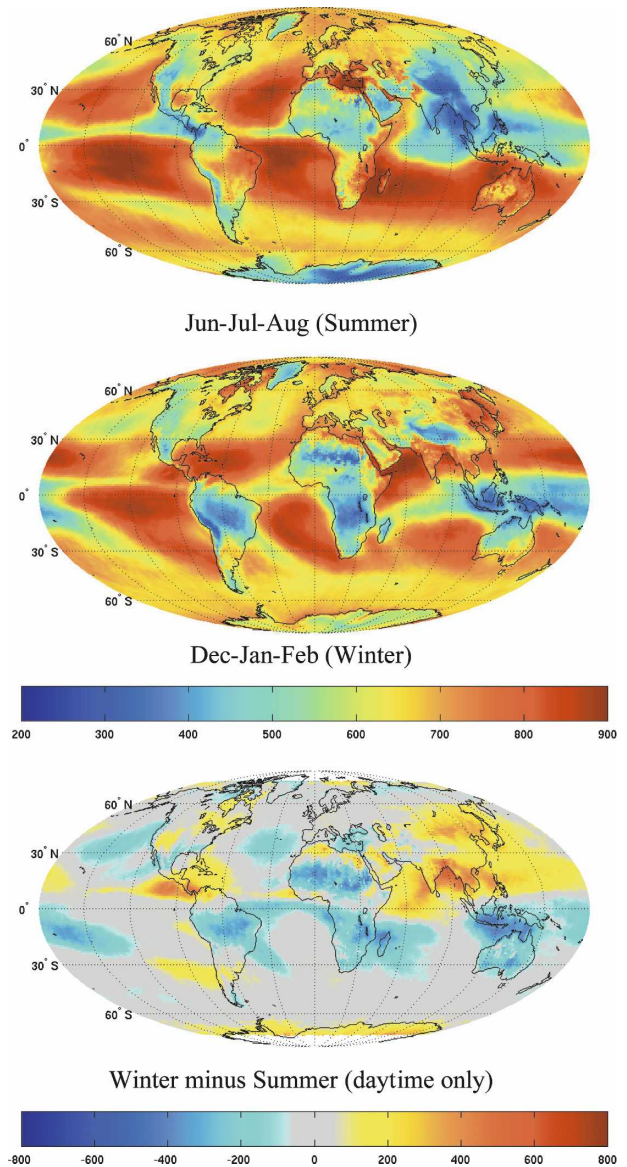 60° N
30° N
0°
30° S
60° S
Jun-Jul-Aug (Summer)
60° N
30° N
0°
30° S
60° S
Dec-Jan-Feb (Winter)
200 300 400 500 600 700 800 900
60° N
30° N
0°
30° S
60° S
Winter minus Summer (daytime only)
-800 -600 -400 -200 0 200 400 600 800